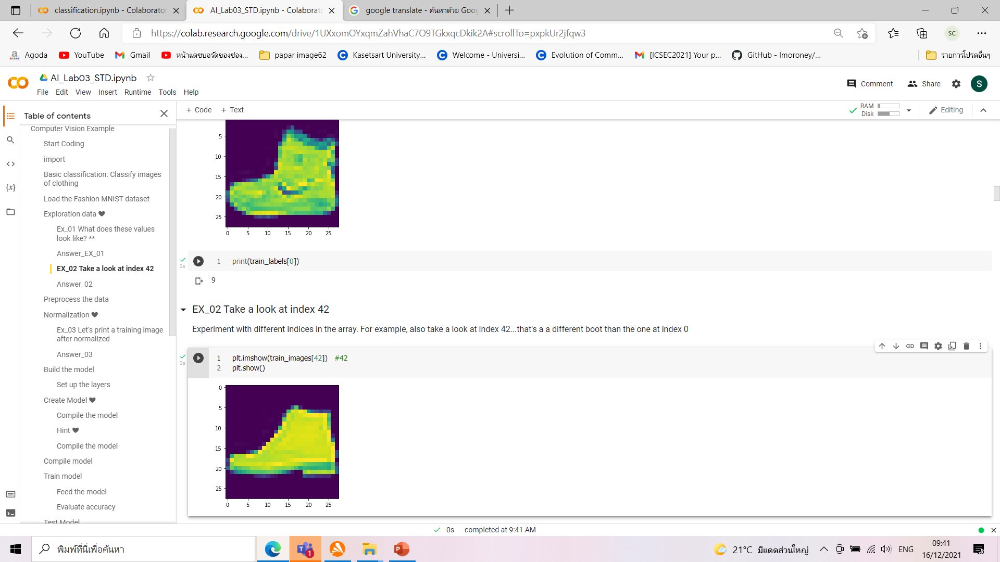 classification.ipynb - Colaborator
AI_Lab03_STD.ipynb - Colaborato
google translate - ค้นหาด้วย Goog
https://colab.research.google.com/drive/1UXxomOYxqmZahVhaC7O9TGkxqcDkik2A#scrollTo=pxpkUr2jfqw3
SC
Agoda
YouTube
Gmail
หน้าแดชบอร์ดของช่อง...
papar image62
Kasetsart University...
Welcome - Universi...
Evolution of Comm...
[ICSEC2021] Your p...
GitHub - lmoroney/...
รายการโปรดอื่นๆ
AI_Lab03_STD.ipynb
Comment
Share
S
File Edit View Insert Runtime Tools Help
Table of contents
+ Code + Text
RAM
Disk
Editing
Computer Vision Example
Start Coding
import
Basic classification: Classify images
of clothing
Load the Fashion MNIST dataset
Exploration data ♥
Ex_01 What does these values
look like? **
Answer_EX_01
EX_02 Take a look at index 42
Answer_02
Preprocess the data
Normalization ♥
Ex_03 Let's print a training image
after normalized
Answer_03
Build the model
Set up the layers
Create Model ♥
Compile the model
Hint ♥
Compile the model
Compile model
Train model
Feed the model
Evaluate accuracy
Test Model
5
10
15
20
25
0 5 10 15 20 25
0s
1 print(train_labels[0])
9
EX_02 Take a look at index 42
Experiment with different indices in the array. For example, also take a look at index 42...that's a a different boot than the one at index 0
0s
1 plt.imshow(train_images[42]) #42
2 plt.show()
0
5
10
15
20
25
0 5 10 15 20 25
0s completed at 9:41 AM
พิมพ์ที่นี่เพื่อค้นหา
1
21°C มีแดดส่วนใหญ่
ENG
09:41
16/12/2021